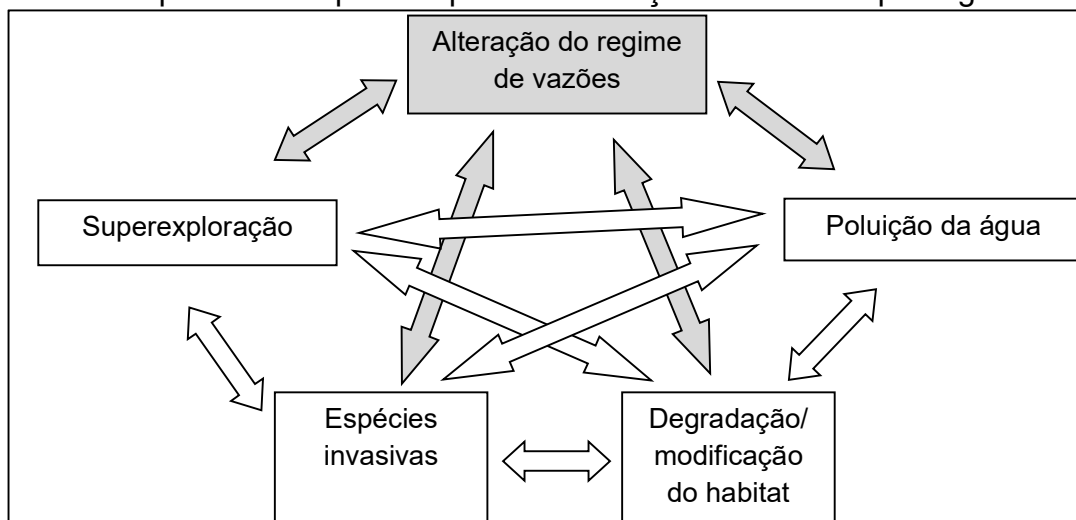 Alteração do regime
de vazões
Superexploração
Poluição da água
Espécies
invasivas
Degradação/
modificação
do habitat